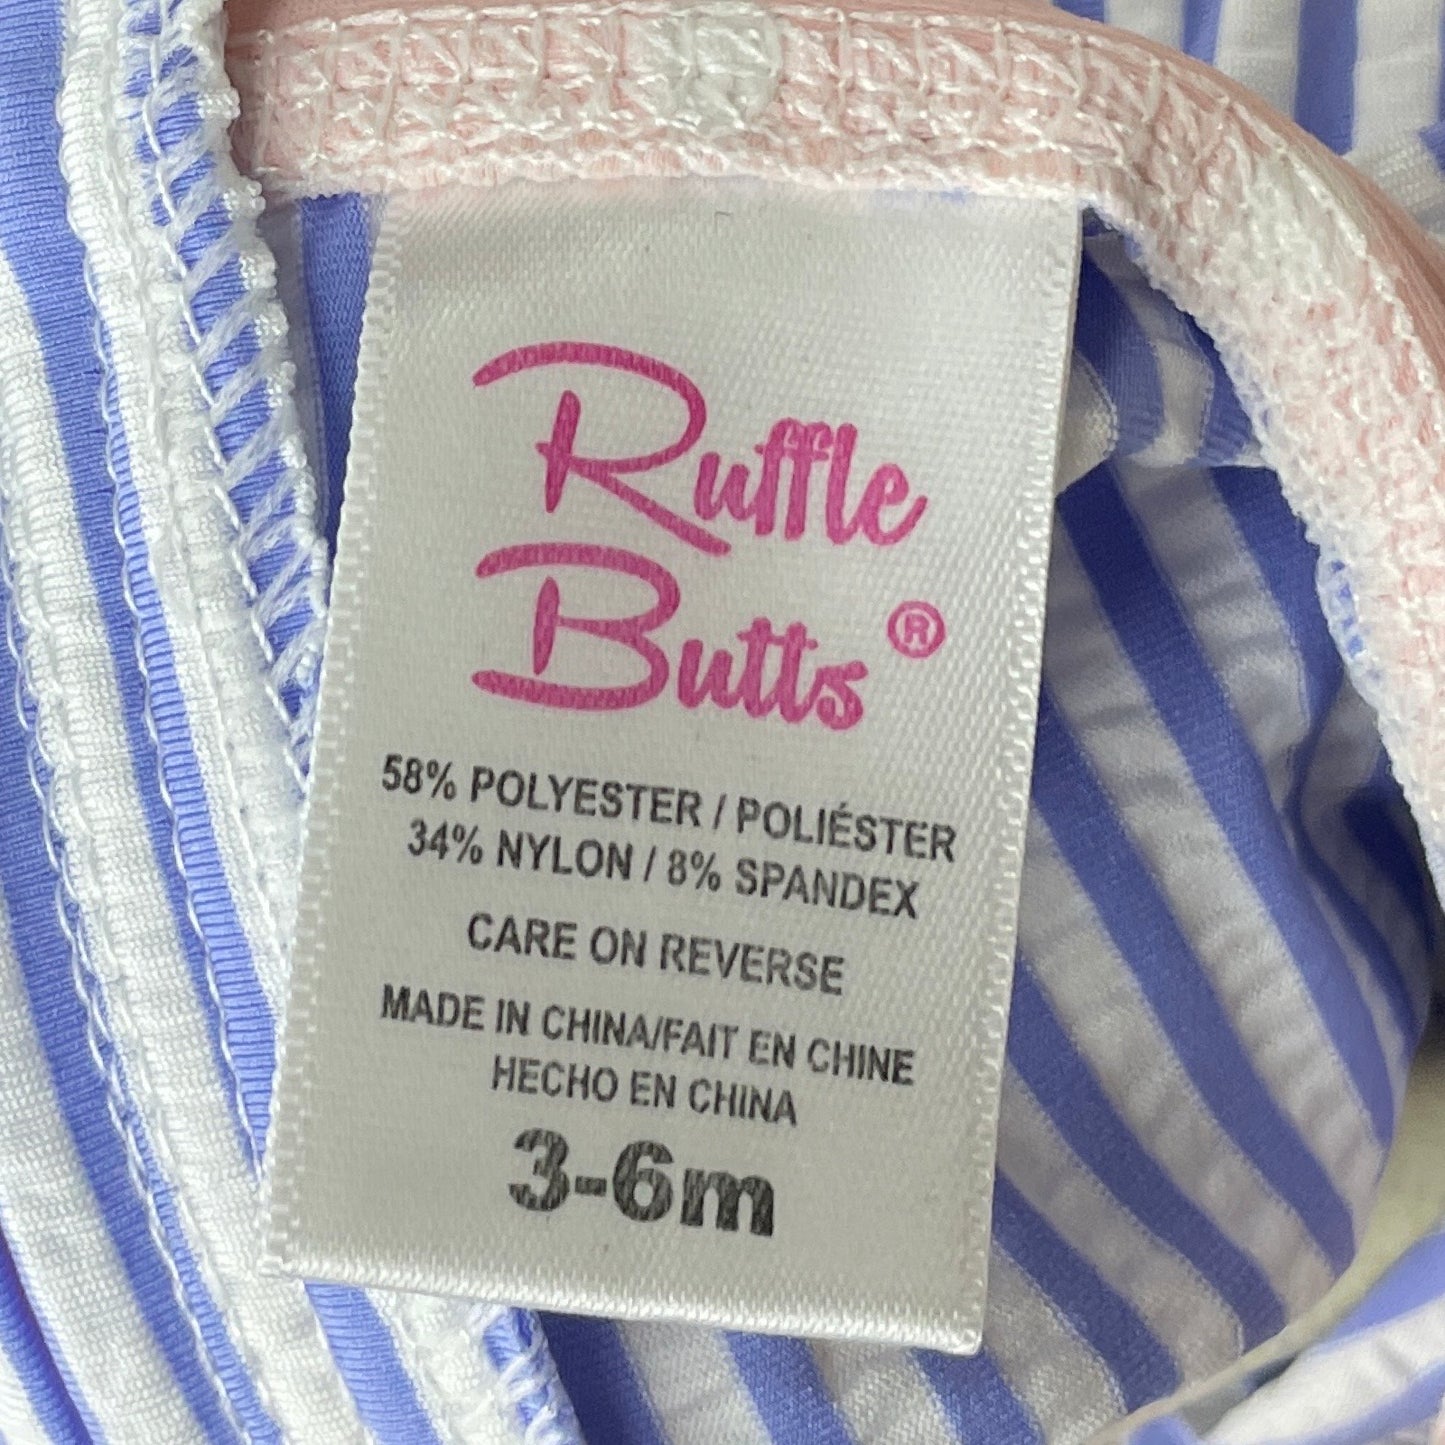 Ruffle
Butts®
58% POLYESTER / POLIÉSTER
34% NYLON / 8% SPANDEX
CARE ON REVERSE
MADE IN CHINA/FAIT EN CHINE
HECHO EN CHINA
3-6m